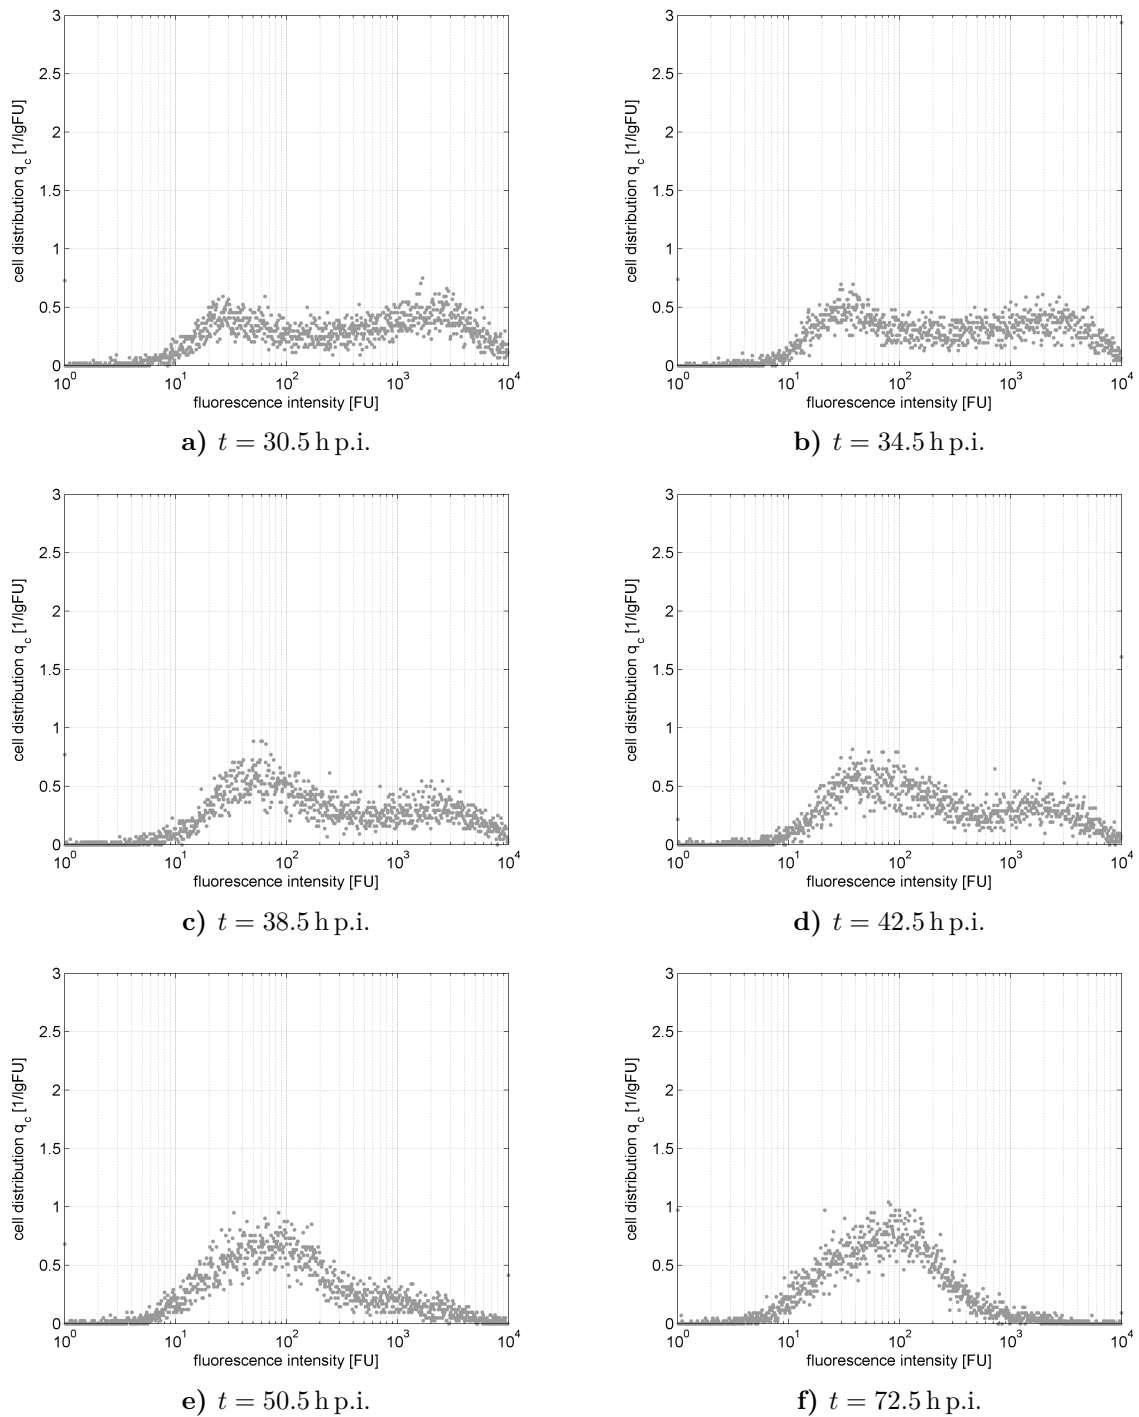 3
2.5
2
1.5
1
0.5
0
cell distribution q_c [1/lgFU]
10^0 10^1 10^2 10^3 10^4
fluorescence intensity [FU]
a) t = 30.5 h p.i.
3
2.5
2
1.5
1
0.5
0
cell distribution q_c [1/lgFU]
10^0 10^1 10^2 10^3 10^4
fluorescence intensity [FU]
b) t = 34.5 h p.i.
3
2.5
2
1.5
1
0.5
0
cell distribution q_c [1/lgFU]
10^0 10^1 10^2 10^3 10^4
fluorescence intensity [FU]
c) t = 38.5 h p.i.
3
2.5
2
1.5
1
0.5
0
cell distribution q_c [1/lgFU]
10^0 10^1 10^2 10^3 10^4
fluorescence intensity [FU]
d) t = 42.5 h p.i.
3
2.5
2
1.5
1
0.5
0
cell distribution q_c [1/lgFU]
10^0 10^1 10^2 10^3 10^4
fluorescence intensity [FU]
e) t = 50.5 h p.i.
3
2.5
2
1.5
1
0.5
0
cell distribution q_c [1/lgFU]
10^0 10^1 10^2 10^3 10^4
fluorescence intensity [FU]
f) t = 72.5 h p.i.